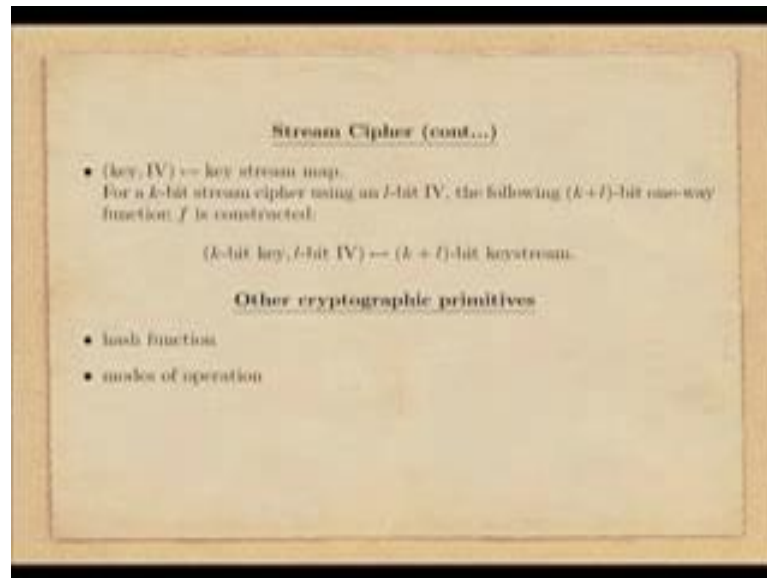 Stream Cipher (cont...)
• (key, IV) ↦ key stream map.
For a k-bit stream cipher using an l-bit IV, the following (k+l)-bit one-way
function f is constructed:
(k-bit key, l-bit IV) ↦ (k + l)-bit keystream.
Other cryptographic primitives
• hash function
• modes of operation